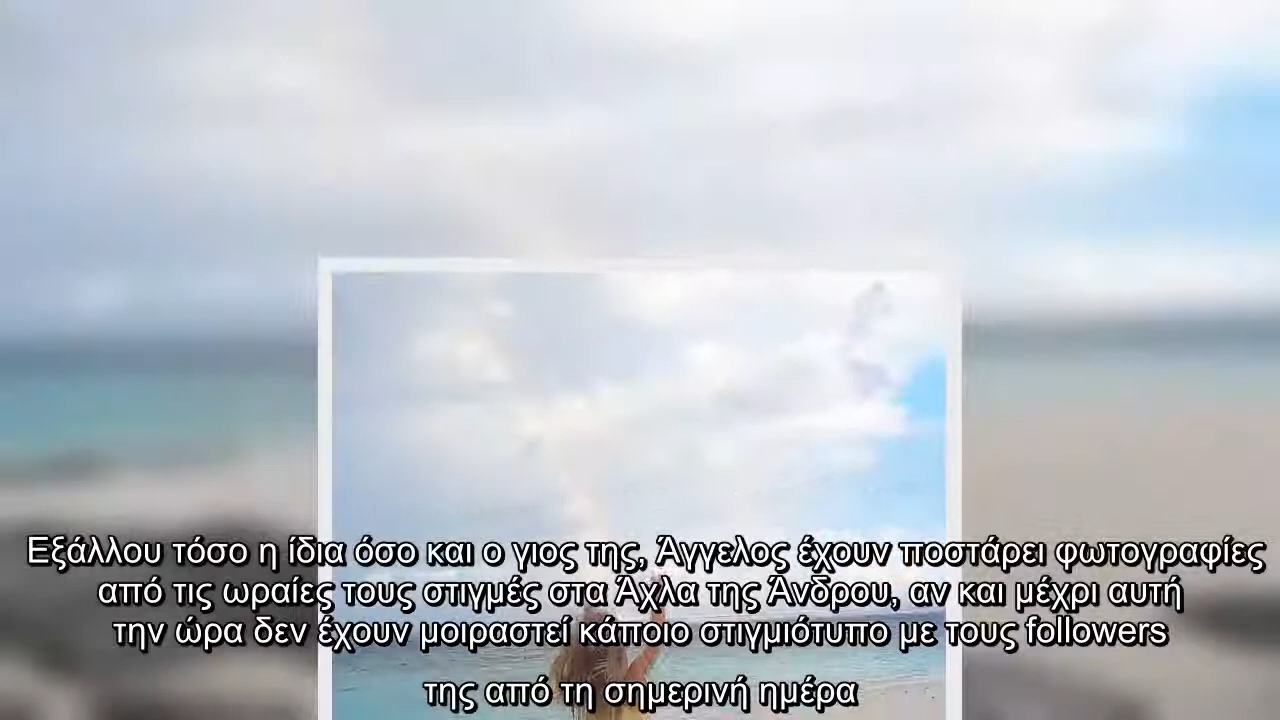 Εξάλλου τόσο η ίδια όσο και ο γιος της, Άγγελος έχουν ποστάρει φωτογραφίες
από τις ωραίες τους στιγμές στα Άχλα της Άνδρου, αν και μέχρι αυτή
την ώρα δεν έχουν μοιραστεί κάποιο στιγμιότυπο με τους followers
της από τη σημερινή ημέρα